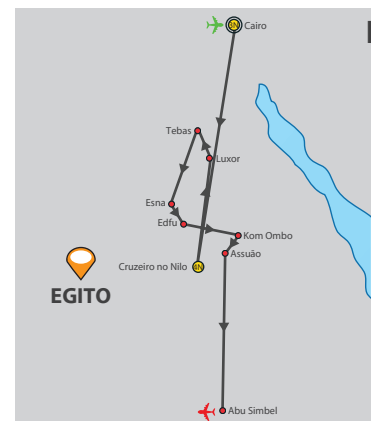 Cairo
Tebas
Luxor
Esna
Edfu
Kom Ombo
Assuão
Cruzeiro no Nilo
EGITO
Abu Simbel